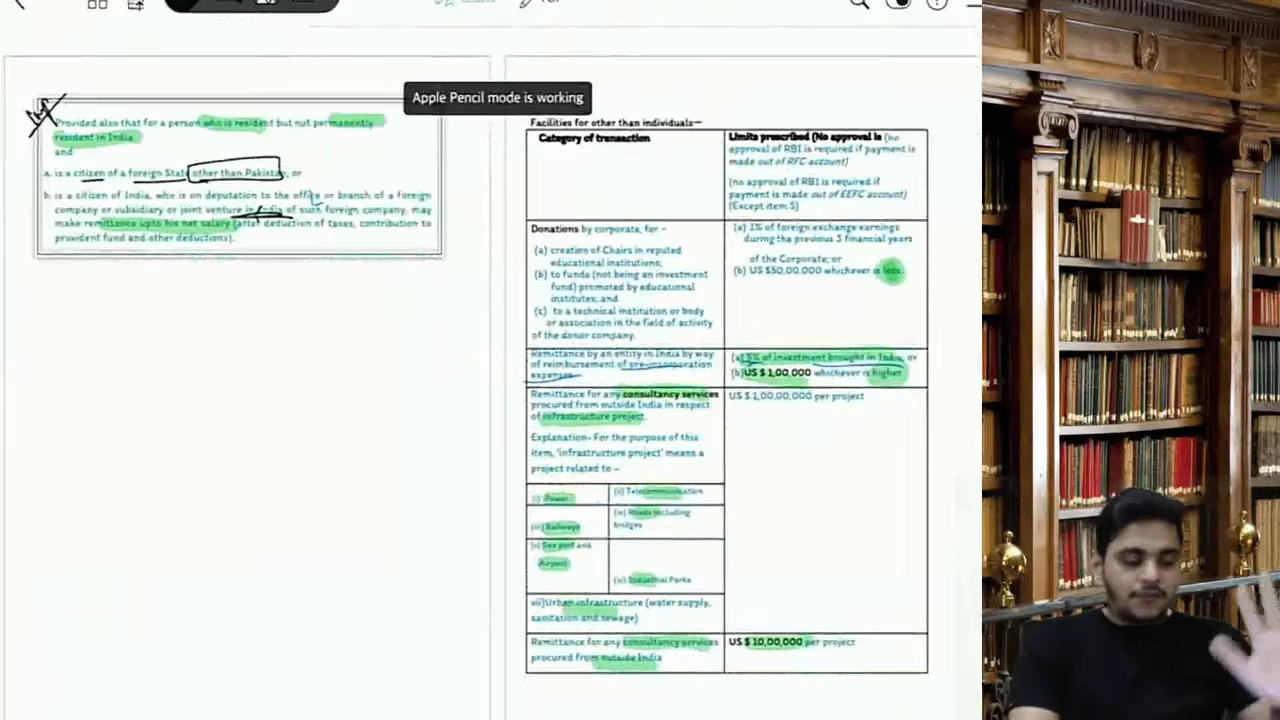 Apple Pencil mode is working
Provided also that for a person who is resident but not permanently
resident in India
and
a. is a citizen of a foreign State other than Pakistan; or
b. is a citizen of India, who is on deputation to the office or branch of a foreign
company or subsidiary or joint venture in India of such foreign company, may
make remittance upto his net salary (after deduction of taxes, contribution to
provident fund and other deductions).
Facilities for other than individuals—
Category of transaction
Limits prescribed (No approval is (no
approval of RBI is required if payment is
made out of RFC account)
(no approval of RBI is required if
payment is made out of EEFC account)
(Except item 5)
Donations by corporate, for –
(a) creation of Chairs in reputed
educational institutions;
(b) to funds (not being an investment
fund) promoted by educational
institutes; and
(c) to a technical institution or body
or association in the field of activity
of the donor company.
(a) 1% of foreign exchange earnings
during the previous 3 financial years
of the Corporate; or
(b) US $50,00,000 whichever is less.
Remittance by an entity in India by way
of reimbursement of pre-incorporation
expenses
(a) 5% of investment brought in India, or
(b) US $ 1,00,000 whichever is higher
Remittance for any consultancy services
procured from outside India in respect
of infrastructure project.
Explanation- For the purpose of this
item, 'infrastructure project' means a
project related to –
US $.1,00,00,000 per project
(i) Power
(ii) Telecommunication
(iii) Railways
(iv) Roads including
bridges
(v) Sea port and
Airport
(vi) Industrial Parks
vii)Urban infrastructure (water supply,
sanitation and sewage)
Remittance for any consultancy services
procured from outside India
US $ 10,00,000 per project